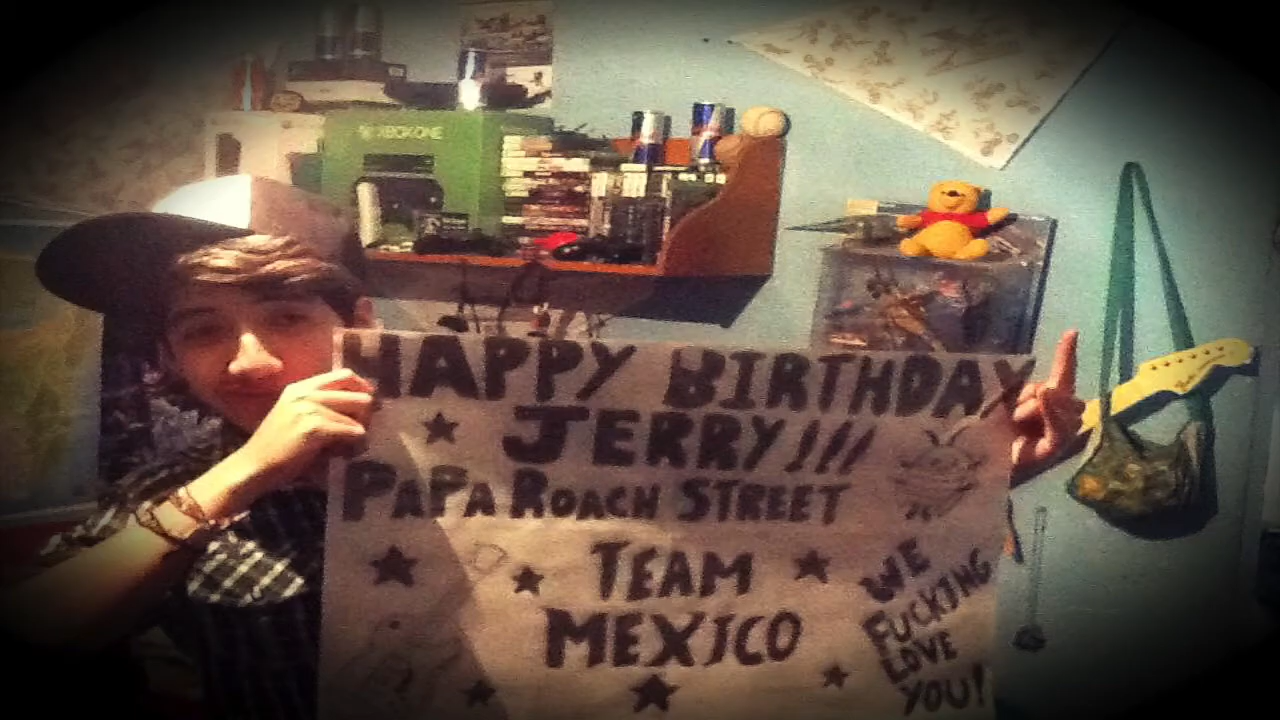 XBOX ONE
HAPPY BIRTHDAY
JERRY!!!
PAPA ROACH STREET
TEAM
MEXICO
WE
FUCKING
LOVE
YOU!